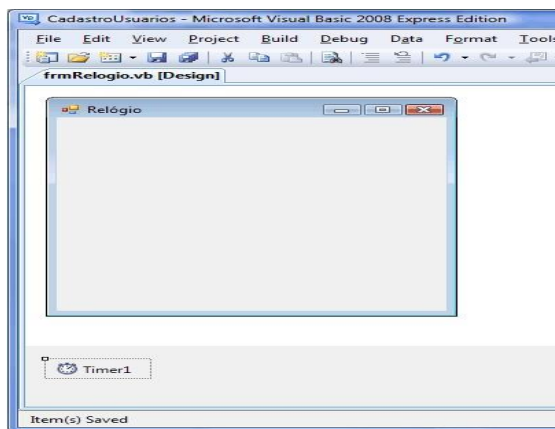 CadastroUsuarios - Microsoft Visual Basic 2008 Express Edition
File Edit View Project Build Debug Data Format Tools
frmRelogio.vb [Design]
Relógio
Timer1
Item(s) Saved